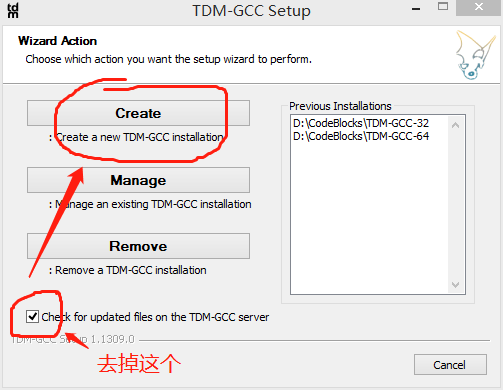 tdm
TDM-GCC Setup
Wizard Action
Choose which action you want the setup wizard to perform.
Create
: Create a new TDM-GCC installation
Manage
: Manage an existing TDM-GCC installation
Remove
: Remove a TDM-GCC installation
Previous Installations
D:\CodeBlocks\TDM-GCC-32
D:\CodeBlocks\TDM-GCC-64
Check for updated files on the TDM-GCC server
TDM-GCC Setup 1.1309.0
去掉这个
Cancel